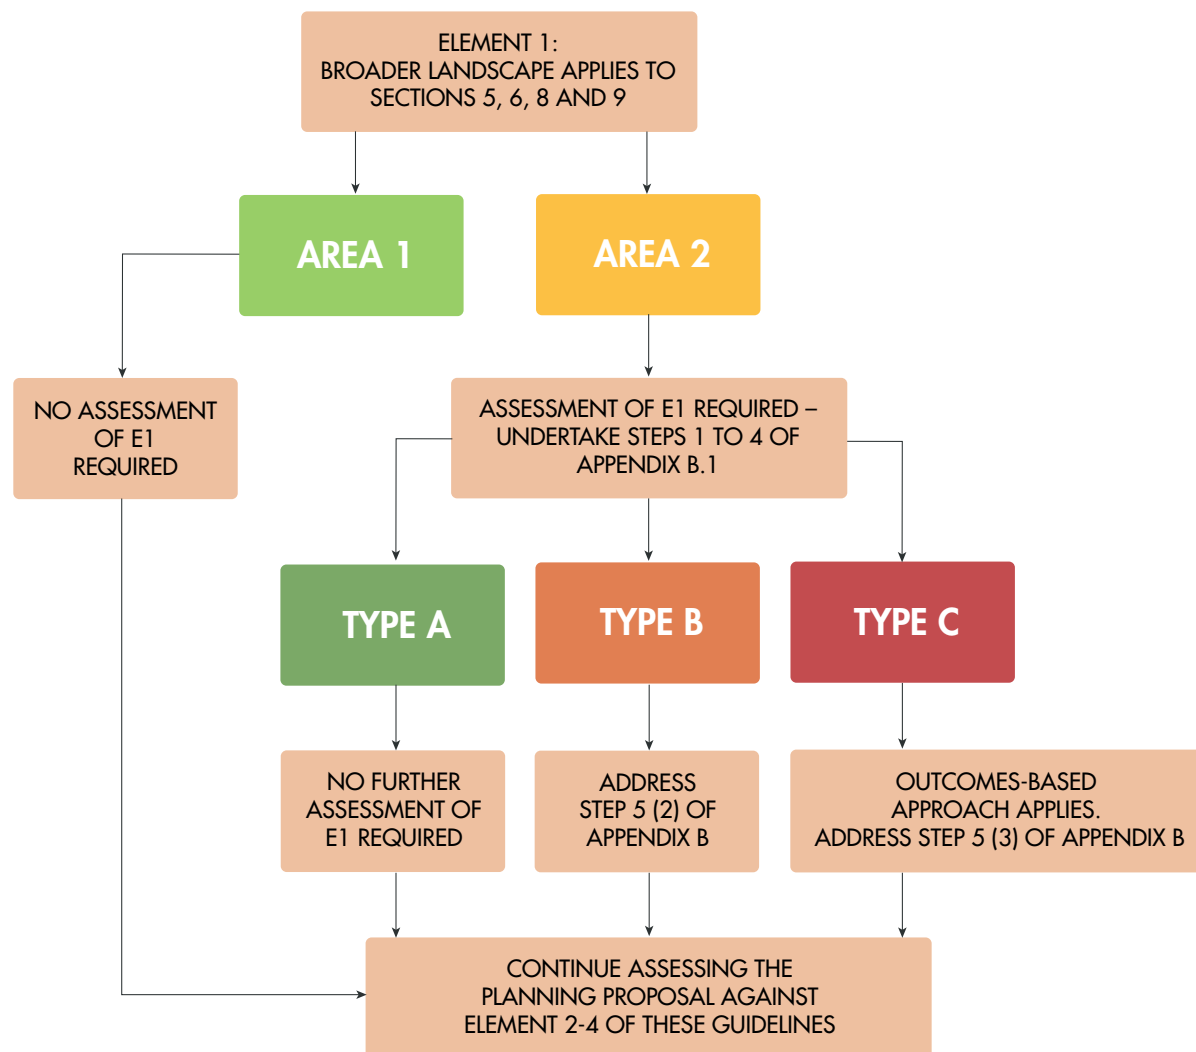 ELEMENT 1:
BROADER LANDSCAPE APPLIES TO
SECTIONS 5, 6, 8 AND 9
AREA 1
AREA 2
NO ASSESSMENT
OF E1
REQUIRED
ASSESSMENT OF E1 REQUIRED –
UNDERTAKE STEPS 1 TO 4 OF
APPENDIX B.1
TYPE A
TYPE B
TYPE C
NO FURTHER
ASSESSMENT OF
E1 REQUIRED
ADDRESS
STEP 5 (2) OF
APPENDIX B
OUTCOMES-BASED
APPROACH APPLIES.
ADDRESS STEP 5 (3) OF APPENDIX B
CONTINUE ASSESSING THE
PLANNING PROPOSAL AGAINST
ELEMENT 2-4 OF THESE GUIDELINES